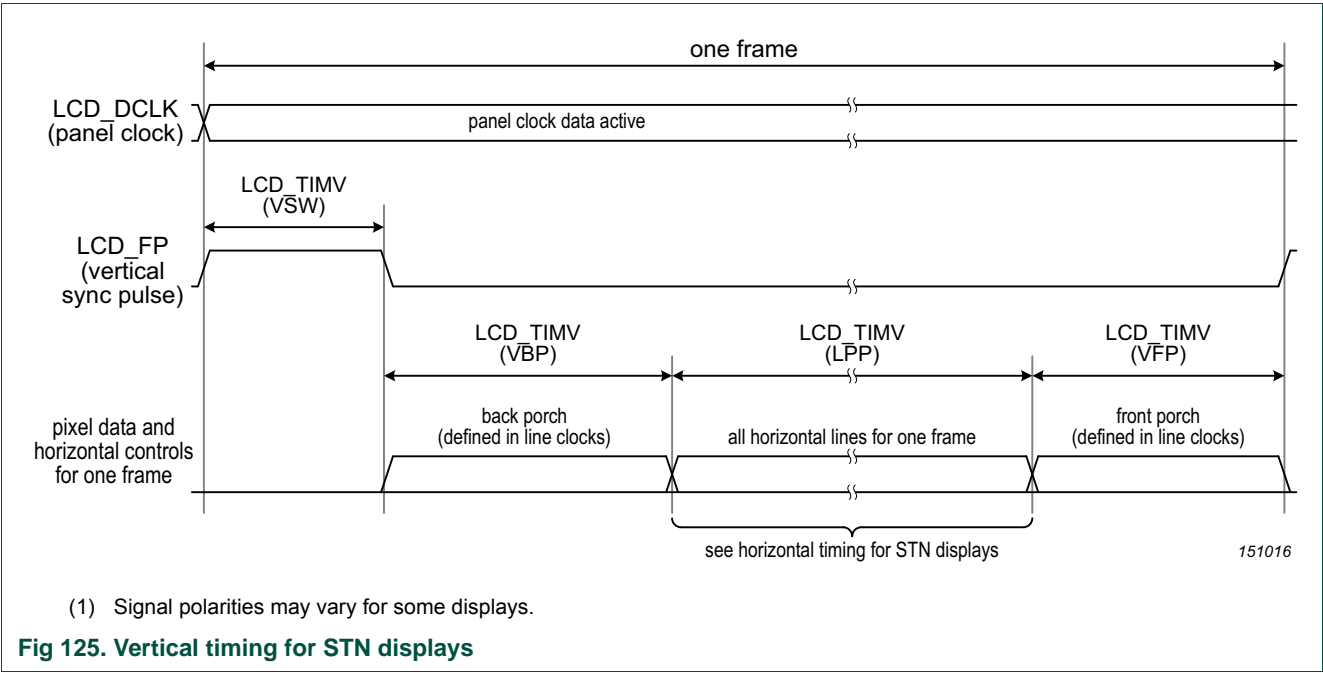 one frame
LCD_DCLK
(panel clock)
panel clock data active
LCD_TIMV
(VSW)
LCD_FP
(vertical
sync pulse)
LCD_TIMV
(VBP)
LCD_TIMV
(LPP)
LCD_TIMV
(VFP)
pixel data and
horizontal controls
for one frame
back porch
(defined in line clocks)
all horizontal lines for one frame
front porch
(defined in line clocks)
see horizontal timing for STN displays
151016
(1) Signal polarities may vary for some displays.
Fig 125. Vertical timing for STN displays